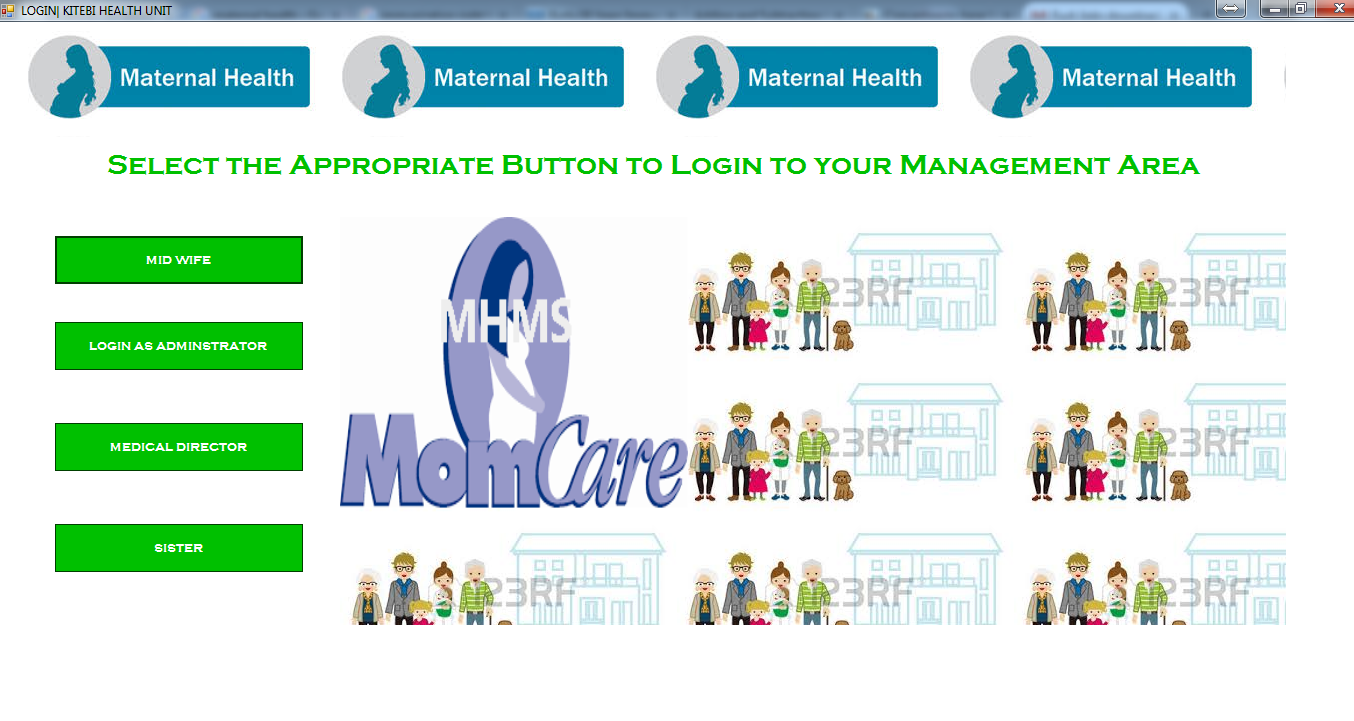 LOGIN| KITEBI HEALTH UNIT
Maternal Health Maternal Health Maternal Health Maternal Health
Select the Appropriate Button to Login to your Management Area
MID WIFE
LOGIN AS ADMINSTRATOR
MEDICAL DIRECTOR
SISTER
MHMS
MomCare
123RF 123RF
123RF 123RF
123RF 123RF 123RF